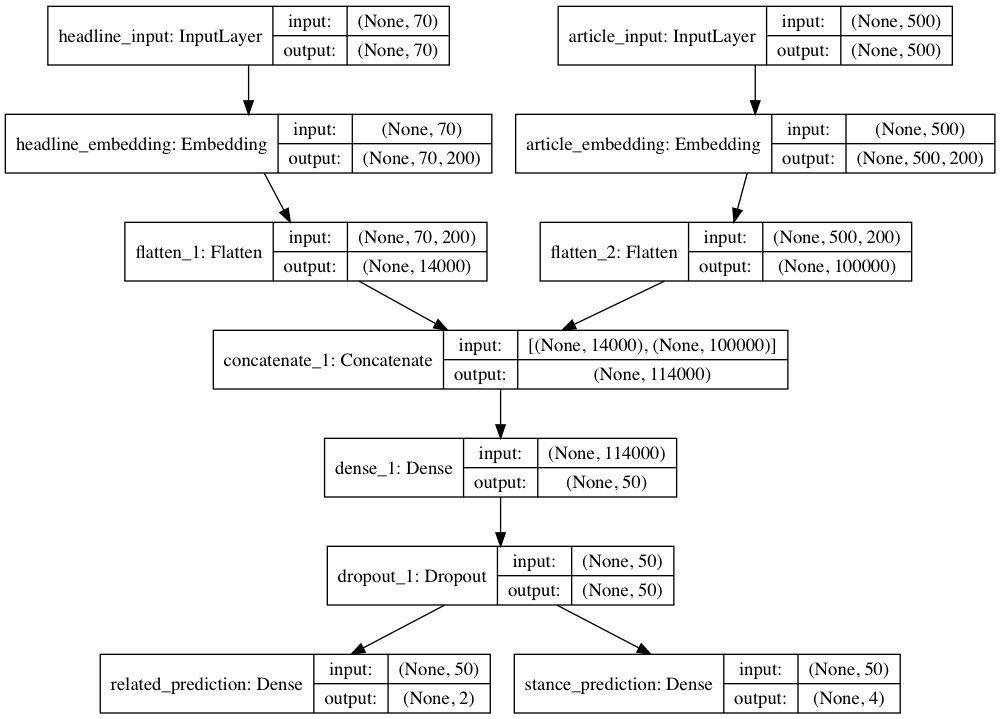 headline_input: InputLayer
input: (None, 70)
output: (None, 70)
article_input: InputLayer
input: (None, 500)
output: (None, 500)
headline_embedding: Embedding
input: (None, 70)
output: (None, 70, 200)
article_embedding: Embedding
input: (None, 500)
output: (None, 500, 200)
flatten_1: Flatten
input: (None, 70, 200)
output: (None, 14000)
flatten_2: Flatten
input: (None, 500, 200)
output: (None, 100000)
concatenate_1: Concatenate
input: [(None, 14000), (None, 100000)]
output: (None, 114000)
dense_1: Dense
input: (None, 114000)
output: (None, 50)
dropout_1: Dropout
input: (None, 50)
output: (None, 50)
related_prediction: Dense
input: (None, 50)
output: (None, 2)
stance_prediction: Dense
input: (None, 50)
output: (None, 4)